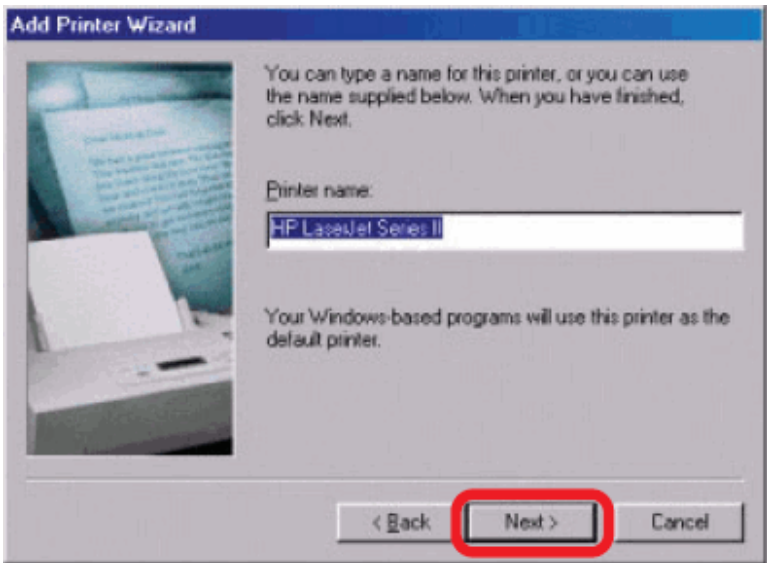 Add Printer Wizard
You can type a name for this printer, or you can use
the name supplied below. When you have finished,
click Next.
Printer name:
HP LaserJet Series II
Your Windows-based programs will use this printer as the
default printer.
< Back
Next >
Cancel